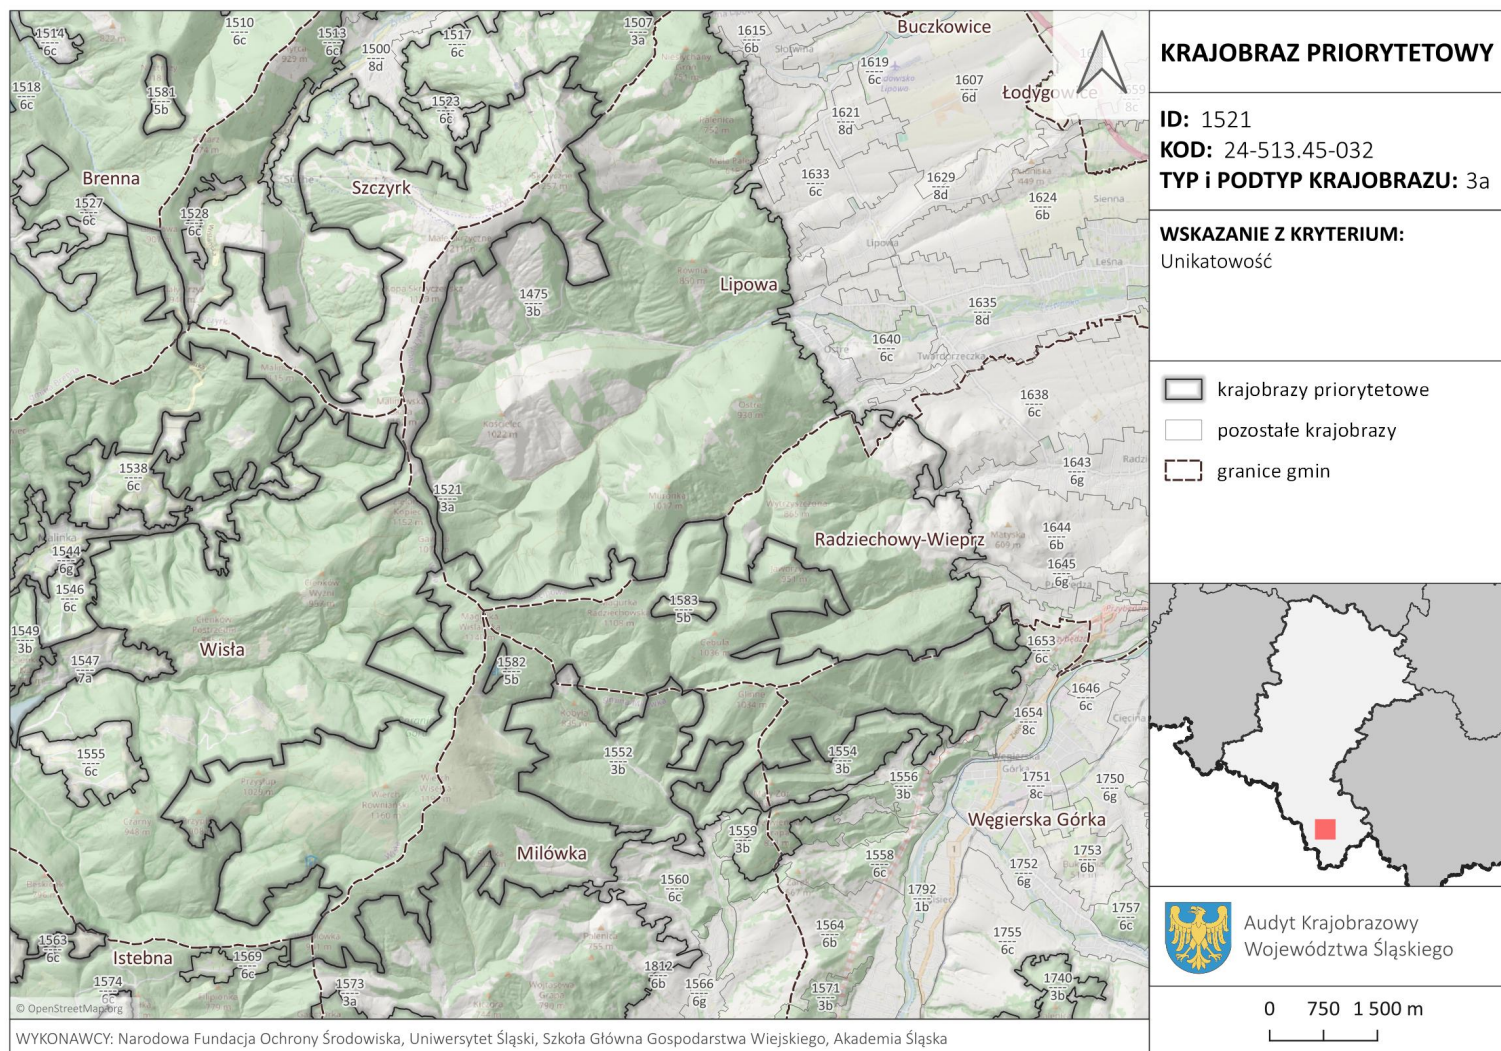 KRAJOBRAZ PRIORYTETOWY
ID: 1521
KOD: 24-513.45-032
TYP i PODTYP KRAJOBRAZU: 3a
WSKAZANIE Z KRYTERIUM:
Unikatowość
krajobrazy priorytetowe
pozostałe krajobrazy
granice gmin
Audyt Krajobrazowy
Województwa Śląskiego
0 750 1 500 m
1514
6c
1510
6c
1513
6c
1500
8d
1517
6c
1507
3a
1615
6b
Buczkowice
1619
6c
1607
6d
Łodygowice
1518
6c
1581
5b
1523
6c
1621
8d
Brenna
1527
6c
1528
6c
Szczyrk
1633
6c
1629
8d
1624
6b
Sienna
Lipowa
Leśna
1475
3b
Lipowa
1635
8d
1640
6c
Twardorzeczka
1638
6c
1538
6c
1521
3a
1643
6g
Radziechowy-Wieprz
1644
6b
1645
6g
1544
6g
1546
6c
1549
3b
1547
7a
Wisła
1583
5b
1582
5b
1653
6c
1646
6c
1654
8c
Węgierska
Górka
1555
6c
1552
3b
1554
3b
1556
3b
1751
8c
1750
6g
Węgierska Górka
1559
3b
Milówka
1558
6c
1752
6g
1753
6b
1560
6c
1792
1b
1757
6c
1563
6c
Istebna
1569
6c
1564
6b
1755
6c
1574
6c
1573
3a
1812
6b
1566
6g
1571
3b
1740
3b
© OpenStreetMap.org
WYKONAWCY: Narodowa Fundacja Ochrony Środowiska, Uniwersytet Śląski, Szkoła Główna Gospodarstwa Wiejskiego, Akademia Śląska